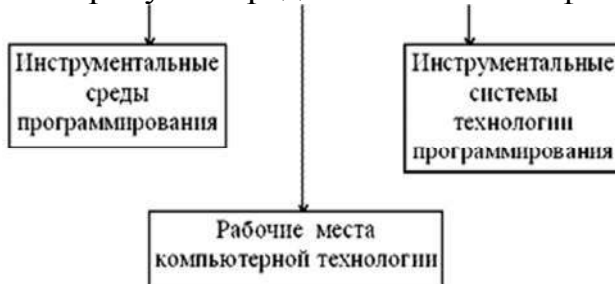 Инструментальные
среды
программирования
Инструментальные
системы
технологии
программирования
Рабочие места
компьютерной технологии